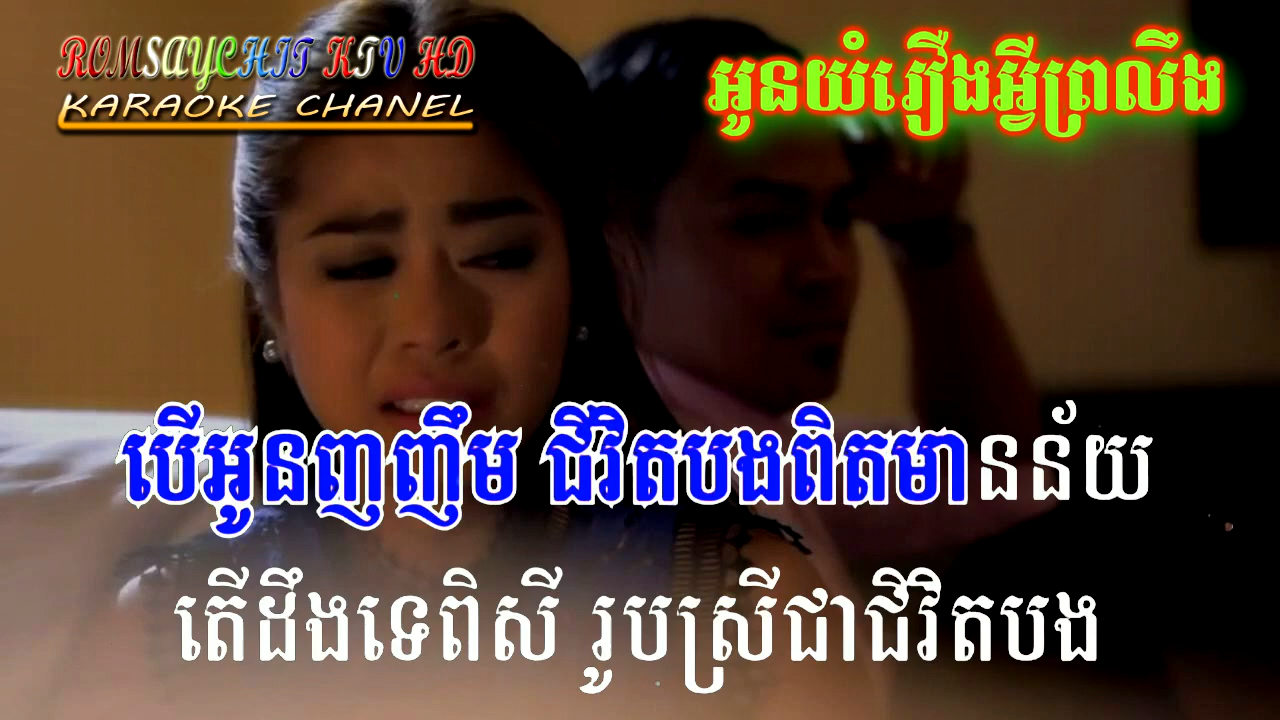 ROMSAYCHIT KTV HD
KARAOKE CHANEL
អូនយំរឿងអ្វីព្រលឹង
បើអូនញញឹម ជីវិតបងពិតមានន័យ
តើដឹងទេពិសី រូបស្រីជាជីវិតបង